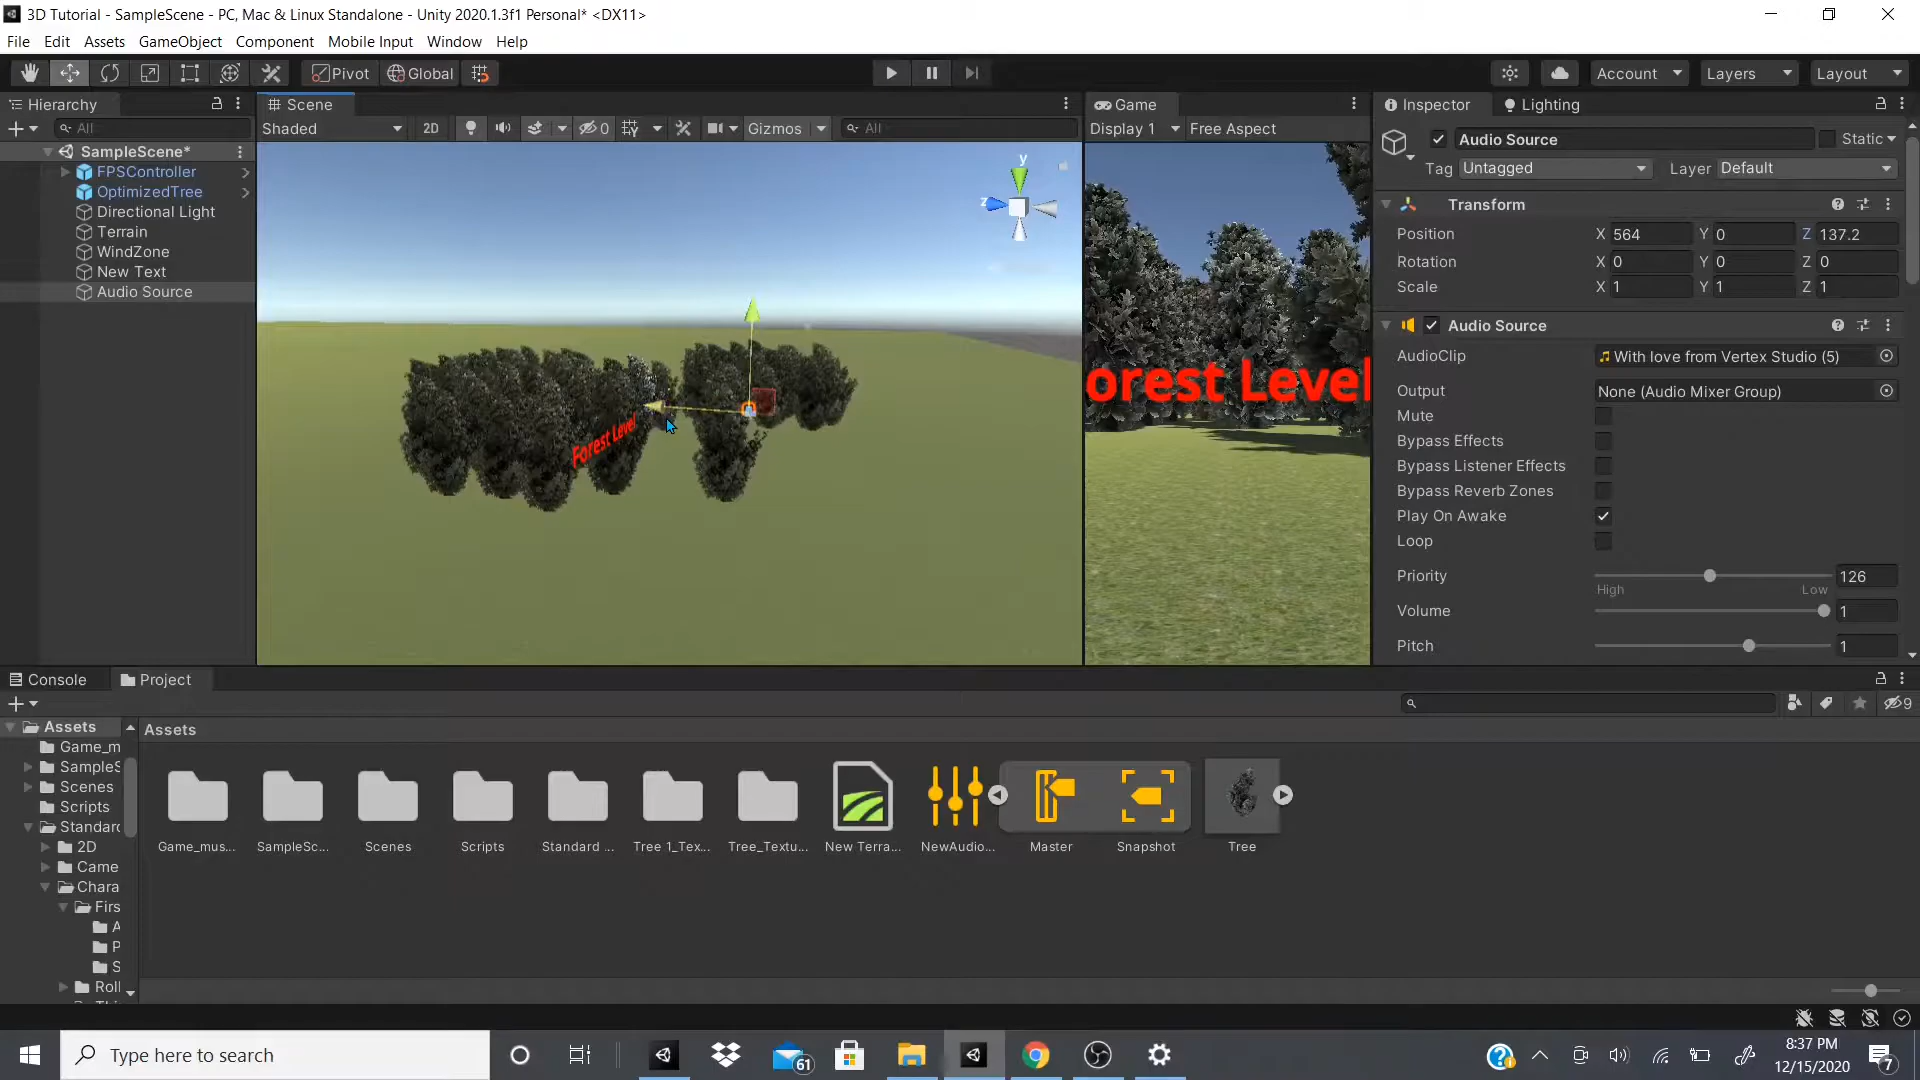 3D Tutorial - SampleScene - PC, Mac & Linux Standalone - Unity 2020.1.3f1 Personal* <DX11>
File Edit Assets GameObject Component Mobile Input Window Help
Pivot Global Account Layers Layout
Hierarchy
All
SampleScene*
FPSController
OptimizedTree
Directional Light
Terrain
WindZone
New Text
Audio Source
Scene
Shaded 2D 0 Gizmos All
y
z
Forest Level
Game
Display 1 Free Aspect
orest Level
Inspector Lighting
Audio Source Static
Tag Untagged Layer Default
Transform
Position X 564 Y 0 Z 137.2
Rotation X 0 Y 0 Z 0
Scale X 1 Y 1 Z 1
Audio Source
AudioClip With love from Vertex Studio (5)
Output None (Audio Mixer Group)
Mute
Bypass Effects
Bypass Listener Effects
Bypass Reverb Zones
Play On Awake
Loop
Priority 126
High Low
Volume 1
Pitch 1
Console Project
9
Assets
Game_m
SampleS
Scenes
Scripts
Standard
2D
Came
Chara
Firs
A
P
S
Roll
Assets
Game_mus... SampleSc... Scenes Scripts Standard ... Tree 1_Tex... Tree_Textu... New Terra... NewAudio... Master Snapshot Tree
Type here to search
61
8:37 PM
12/15/2020
7